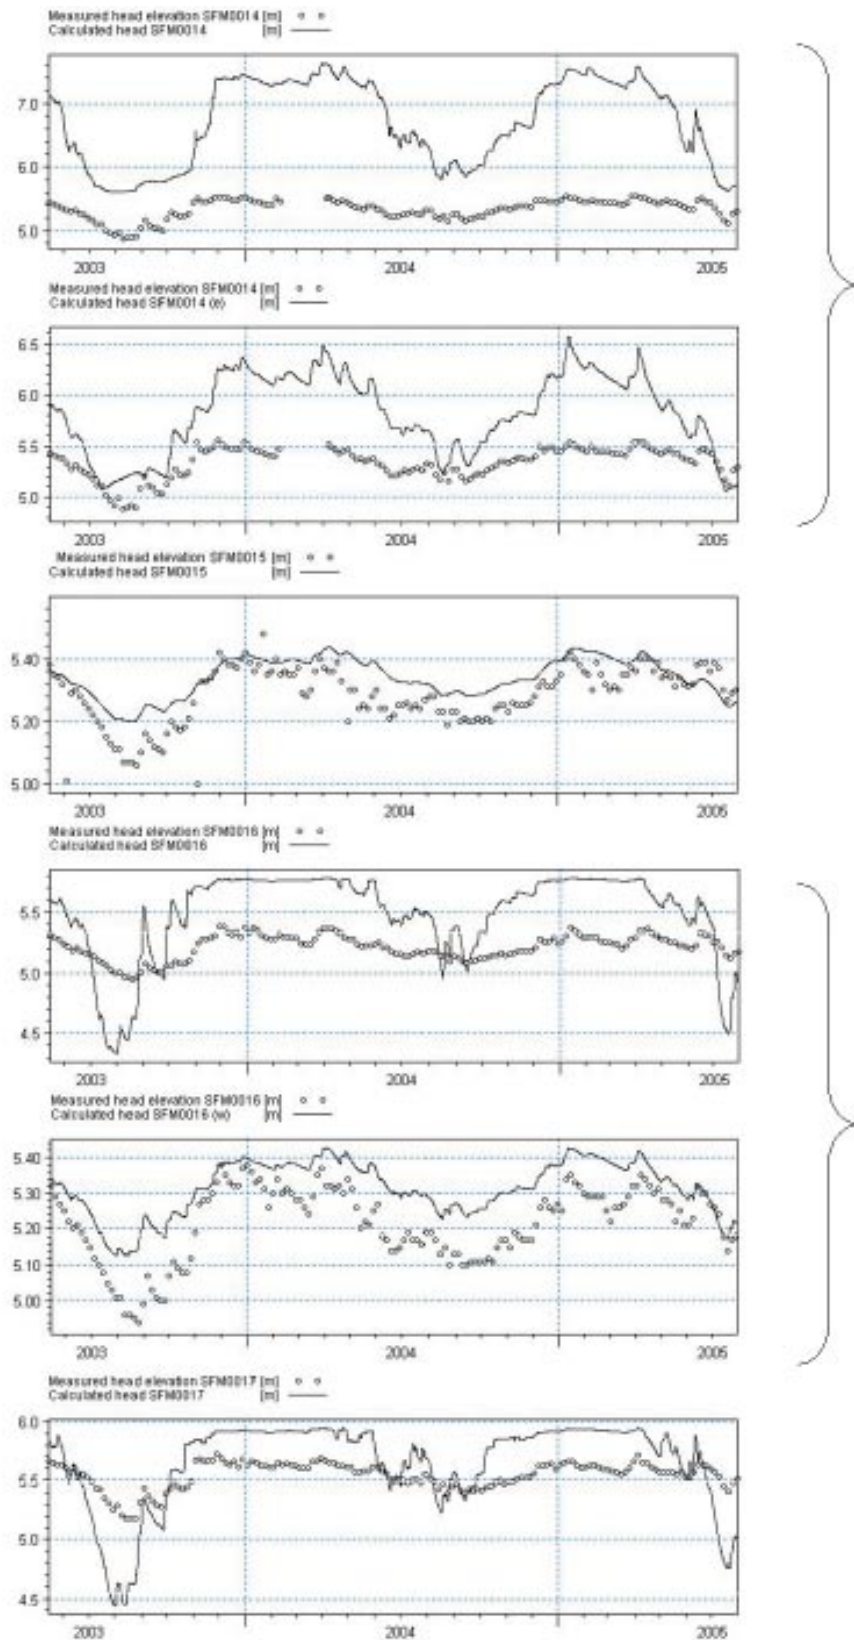 Measured head elevation SFM0014 [m]
Calculated head SFM0014 [m]
7.0
6.0
5.0
2003 2004 2005
Measured head elevation SFM0014 [m]
Calculated head SFM0014 (e) [m]
6.5
6.0
5.5
5.0
2003 2004 2005
Measured head elevation SFM0015 [m]
Calculated head SFM0015 [m]
5.40
5.20
5.00
2003 2004 2005
Measured head elevation SFM0016 [m]
Calculated head SFM0016 [m]
5.5
5.0
4.5
2003 2004 2005
Measured head elevation SFM0016 [m]
Calculated head SFM0016 (w) [m]
5.40
5.30
5.20
5.10
5.00
2003 2004 2005
Measured head elevation SFM0017 [m]
Calculated head SFM0017 [m]
6.0
5.5
5.0
4.5
2003 2004 2005